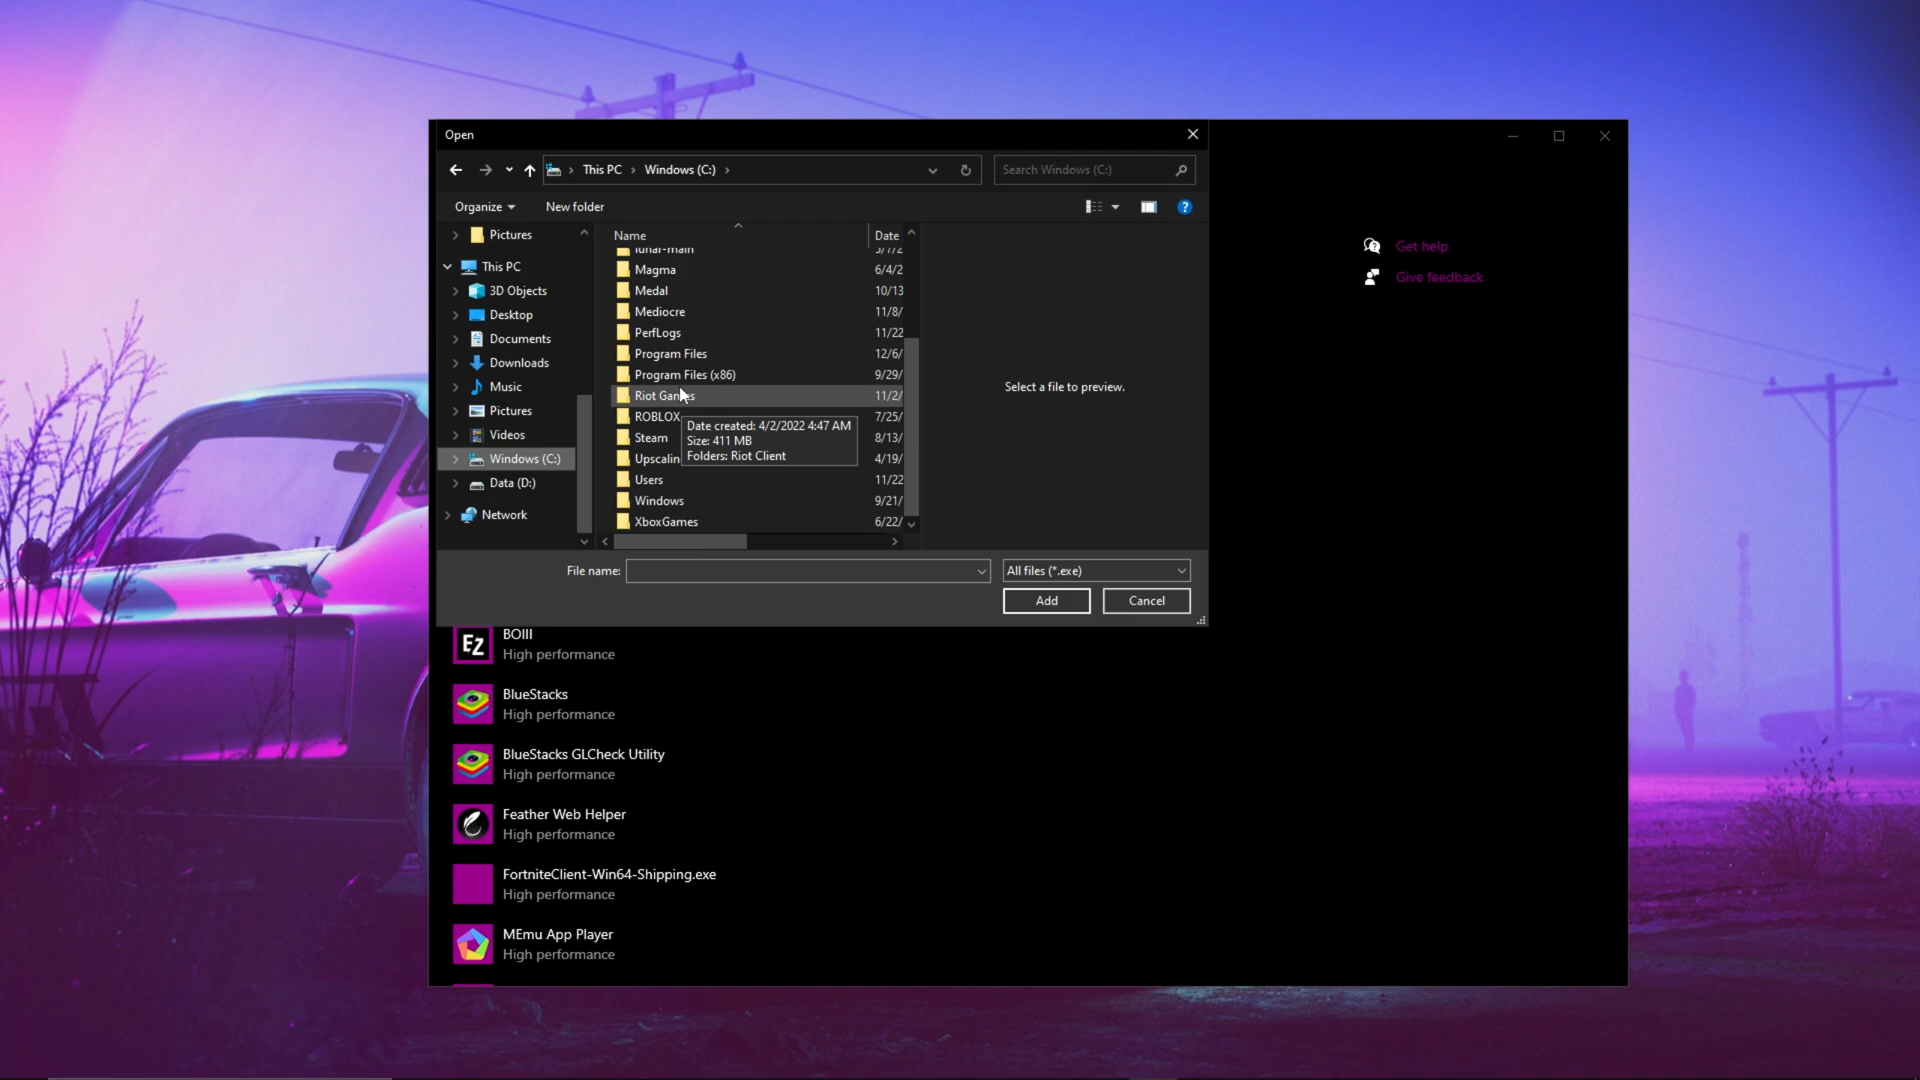 Open
This PC
Windows (C:)
Search Windows (C:)
Organize
New folder
?
Name
Date
Pictures
This PC
3D Objects
Desktop
Documents
Downloads
Music
Pictures
Videos
Windows (C:)
Data (D:)
Network
lunar-main 5/7/2
Magma 6/4/2
Medal 10/13
Mediocre 11/8/
PerfLogs 11/22
Program Files 12/6/
Program Files (x86) 9/29/
Riot Games 11/2/
ROBLOX 7/25/
Steam 8/13/
Upscalin 4/19/
Users 11/22
Windows 9/21/
XboxGames 6/22/
Date created: 4/2/2022 4:47 AM
Size: 411 MB
Folders: Riot Client
Select a file to preview.
File name:
All files (*.exe)
Add
Cancel
Get help
Give feedback
EZ
BOIII
High performance
BlueStacks
High performance
BlueStacks GLCheck Utility
High performance
Feather Web Helper
High performance
FortniteClient-Win64-Shipping.exe
High performance
MEmu App Player
High performance